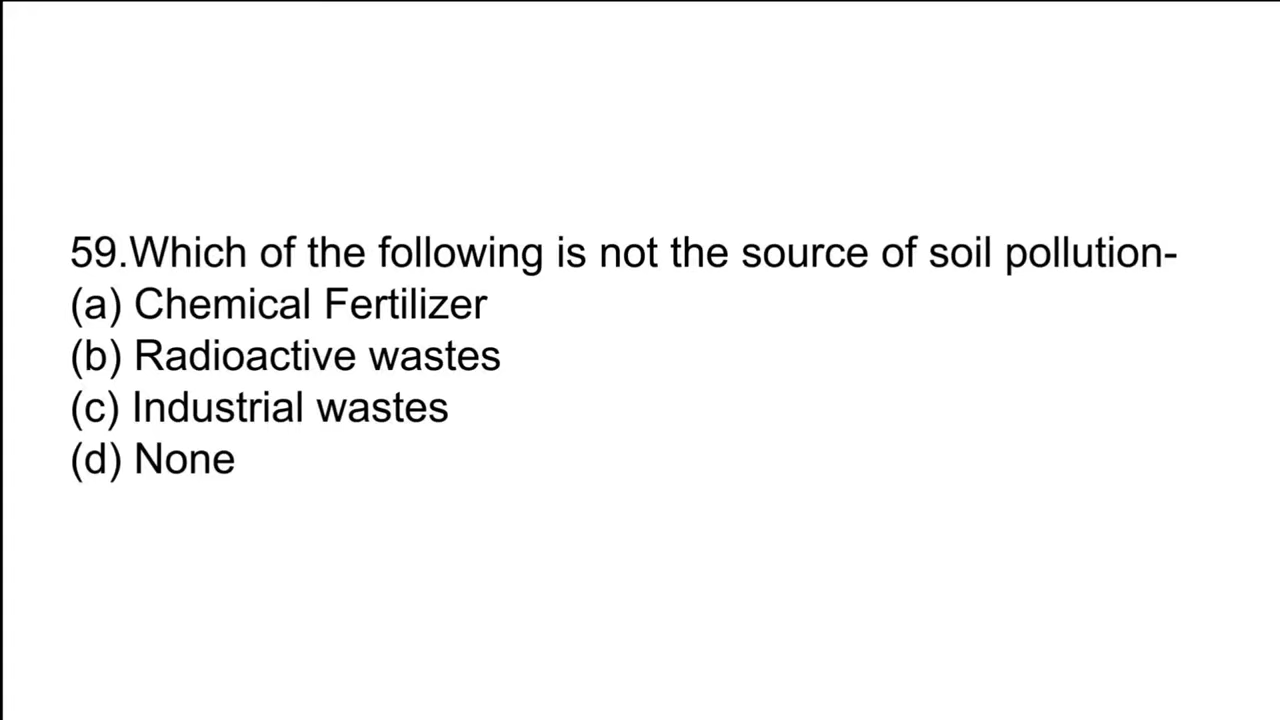 59.Which of the following is not the source of soil pollution-
(a) Chemical Fertilizer
(b) Radioactive wastes
(c) Industrial wastes
(d) None